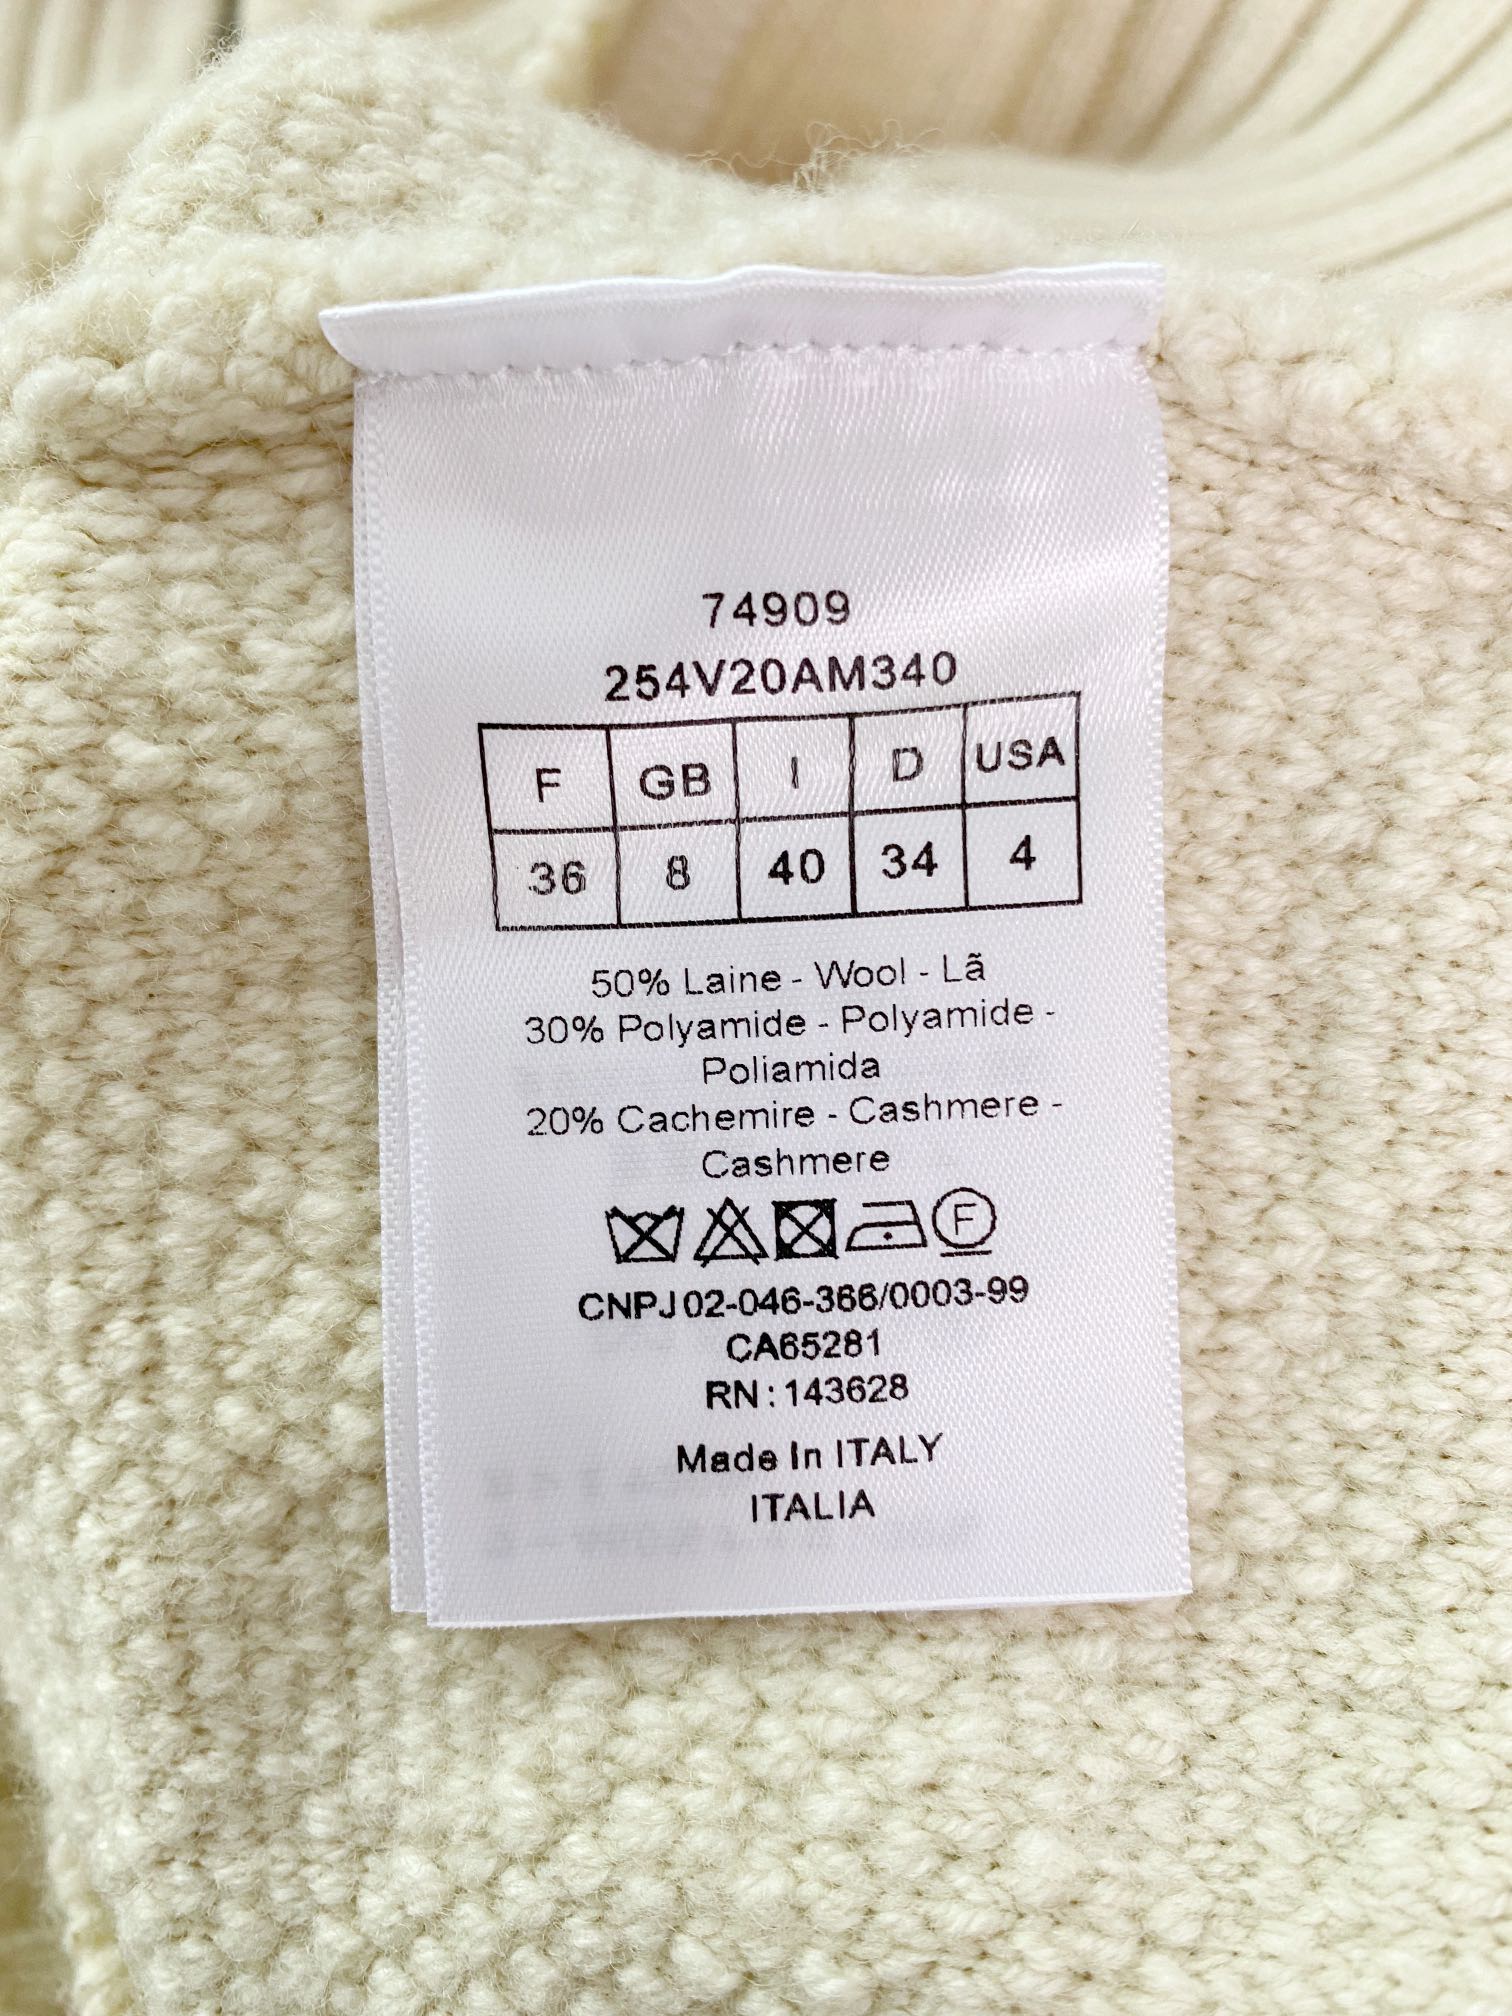 74909
254V20AM340
F GB I D USA
36 8 40 34 4
50% Laine - Wool - Lã
30% Polyamide - Polyamide -
Poliamida
20% Cachemire - Cashmere -
Cashmere
F
CNPJ 02-046-366/0003-99
CA65281
RN : 143628
Made In ITALY
ITALIA